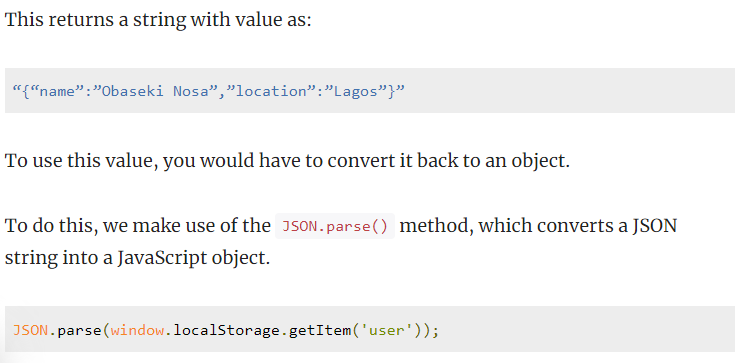 This returns a string with value as:
“{“name”:”Obaseki Nosa”,”location”:”Lagos”}”
To use this value, you would have to convert it back to an object.
To do this, we make use of the JSON.parse() method, which converts a JSON
string into a JavaScript object.
JSON.parse(window.localStorage.getItem('user'));